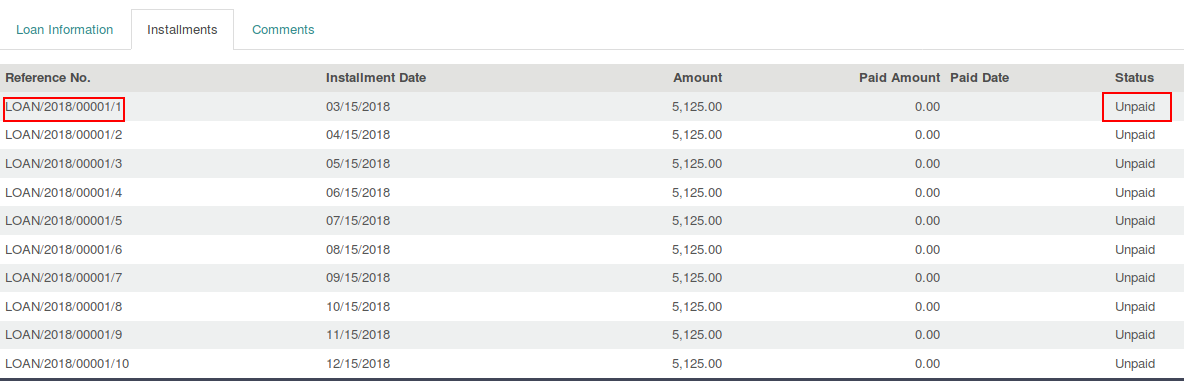 Loan Information Installments Comments
Reference No. Installment Date Amount Paid Amount Paid Date Status
LOAN/2018/00001/1 03/15/2018 5,125.00 0.00 Unpaid
LOAN/2018/00001/2 04/15/2018 5,125.00 0.00 Unpaid
LOAN/2018/00001/3 05/15/2018 5,125.00 0.00 Unpaid
LOAN/2018/00001/4 06/15/2018 5,125.00 0.00 Unpaid
LOAN/2018/00001/5 07/15/2018 5,125.00 0.00 Unpaid
LOAN/2018/00001/6 08/15/2018 5,125.00 0.00 Unpaid
LOAN/2018/00001/7 09/15/2018 5,125.00 0.00 Unpaid
LOAN/2018/00001/8 10/15/2018 5,125.00 0.00 Unpaid
LOAN/2018/00001/9 11/15/2018 5,125.00 0.00 Unpaid
LOAN/2018/00001/10 12/15/2018 5,125.00 0.00 Unpaid